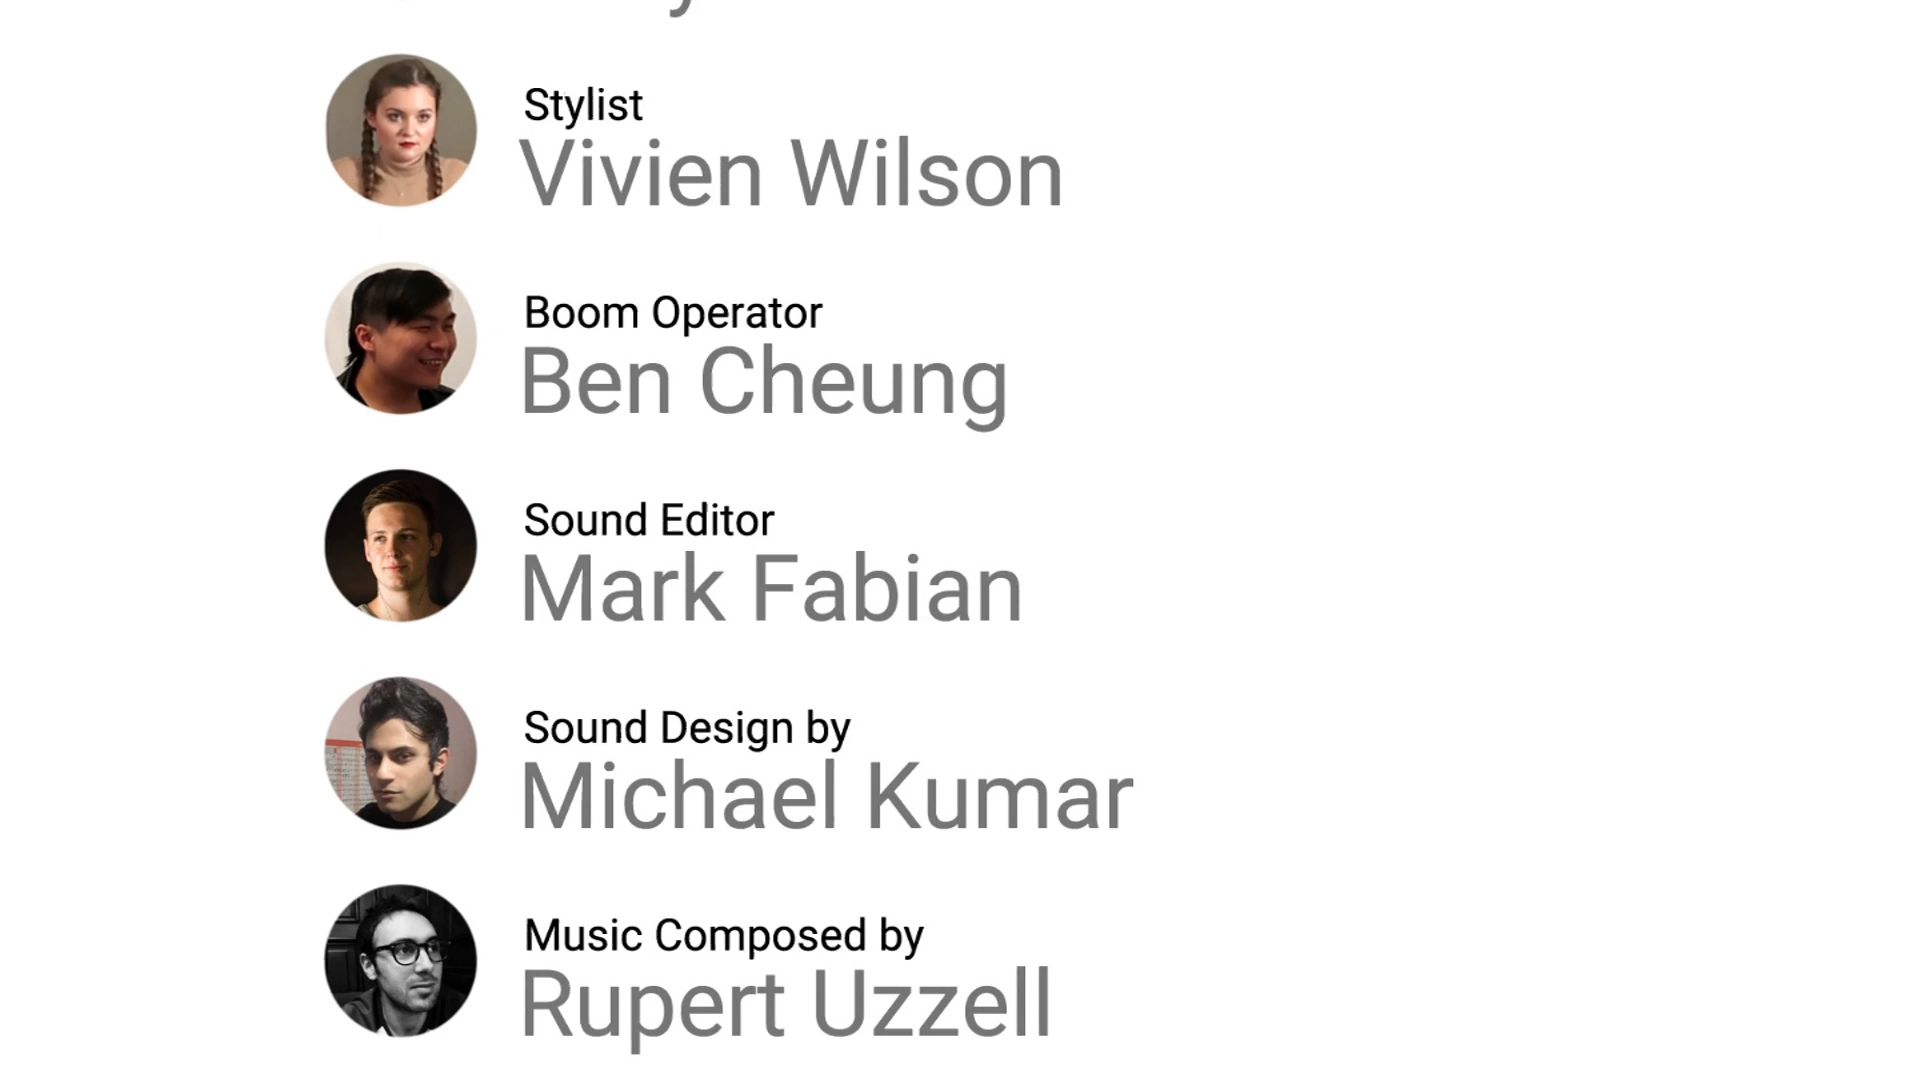 Stylist
Vivien Wilson
Boom Operator
Ben Cheung
Sound Editor
Mark Fabian
Sound Design by
Michael Kumar
Music Composed by
Rupert Uzzell